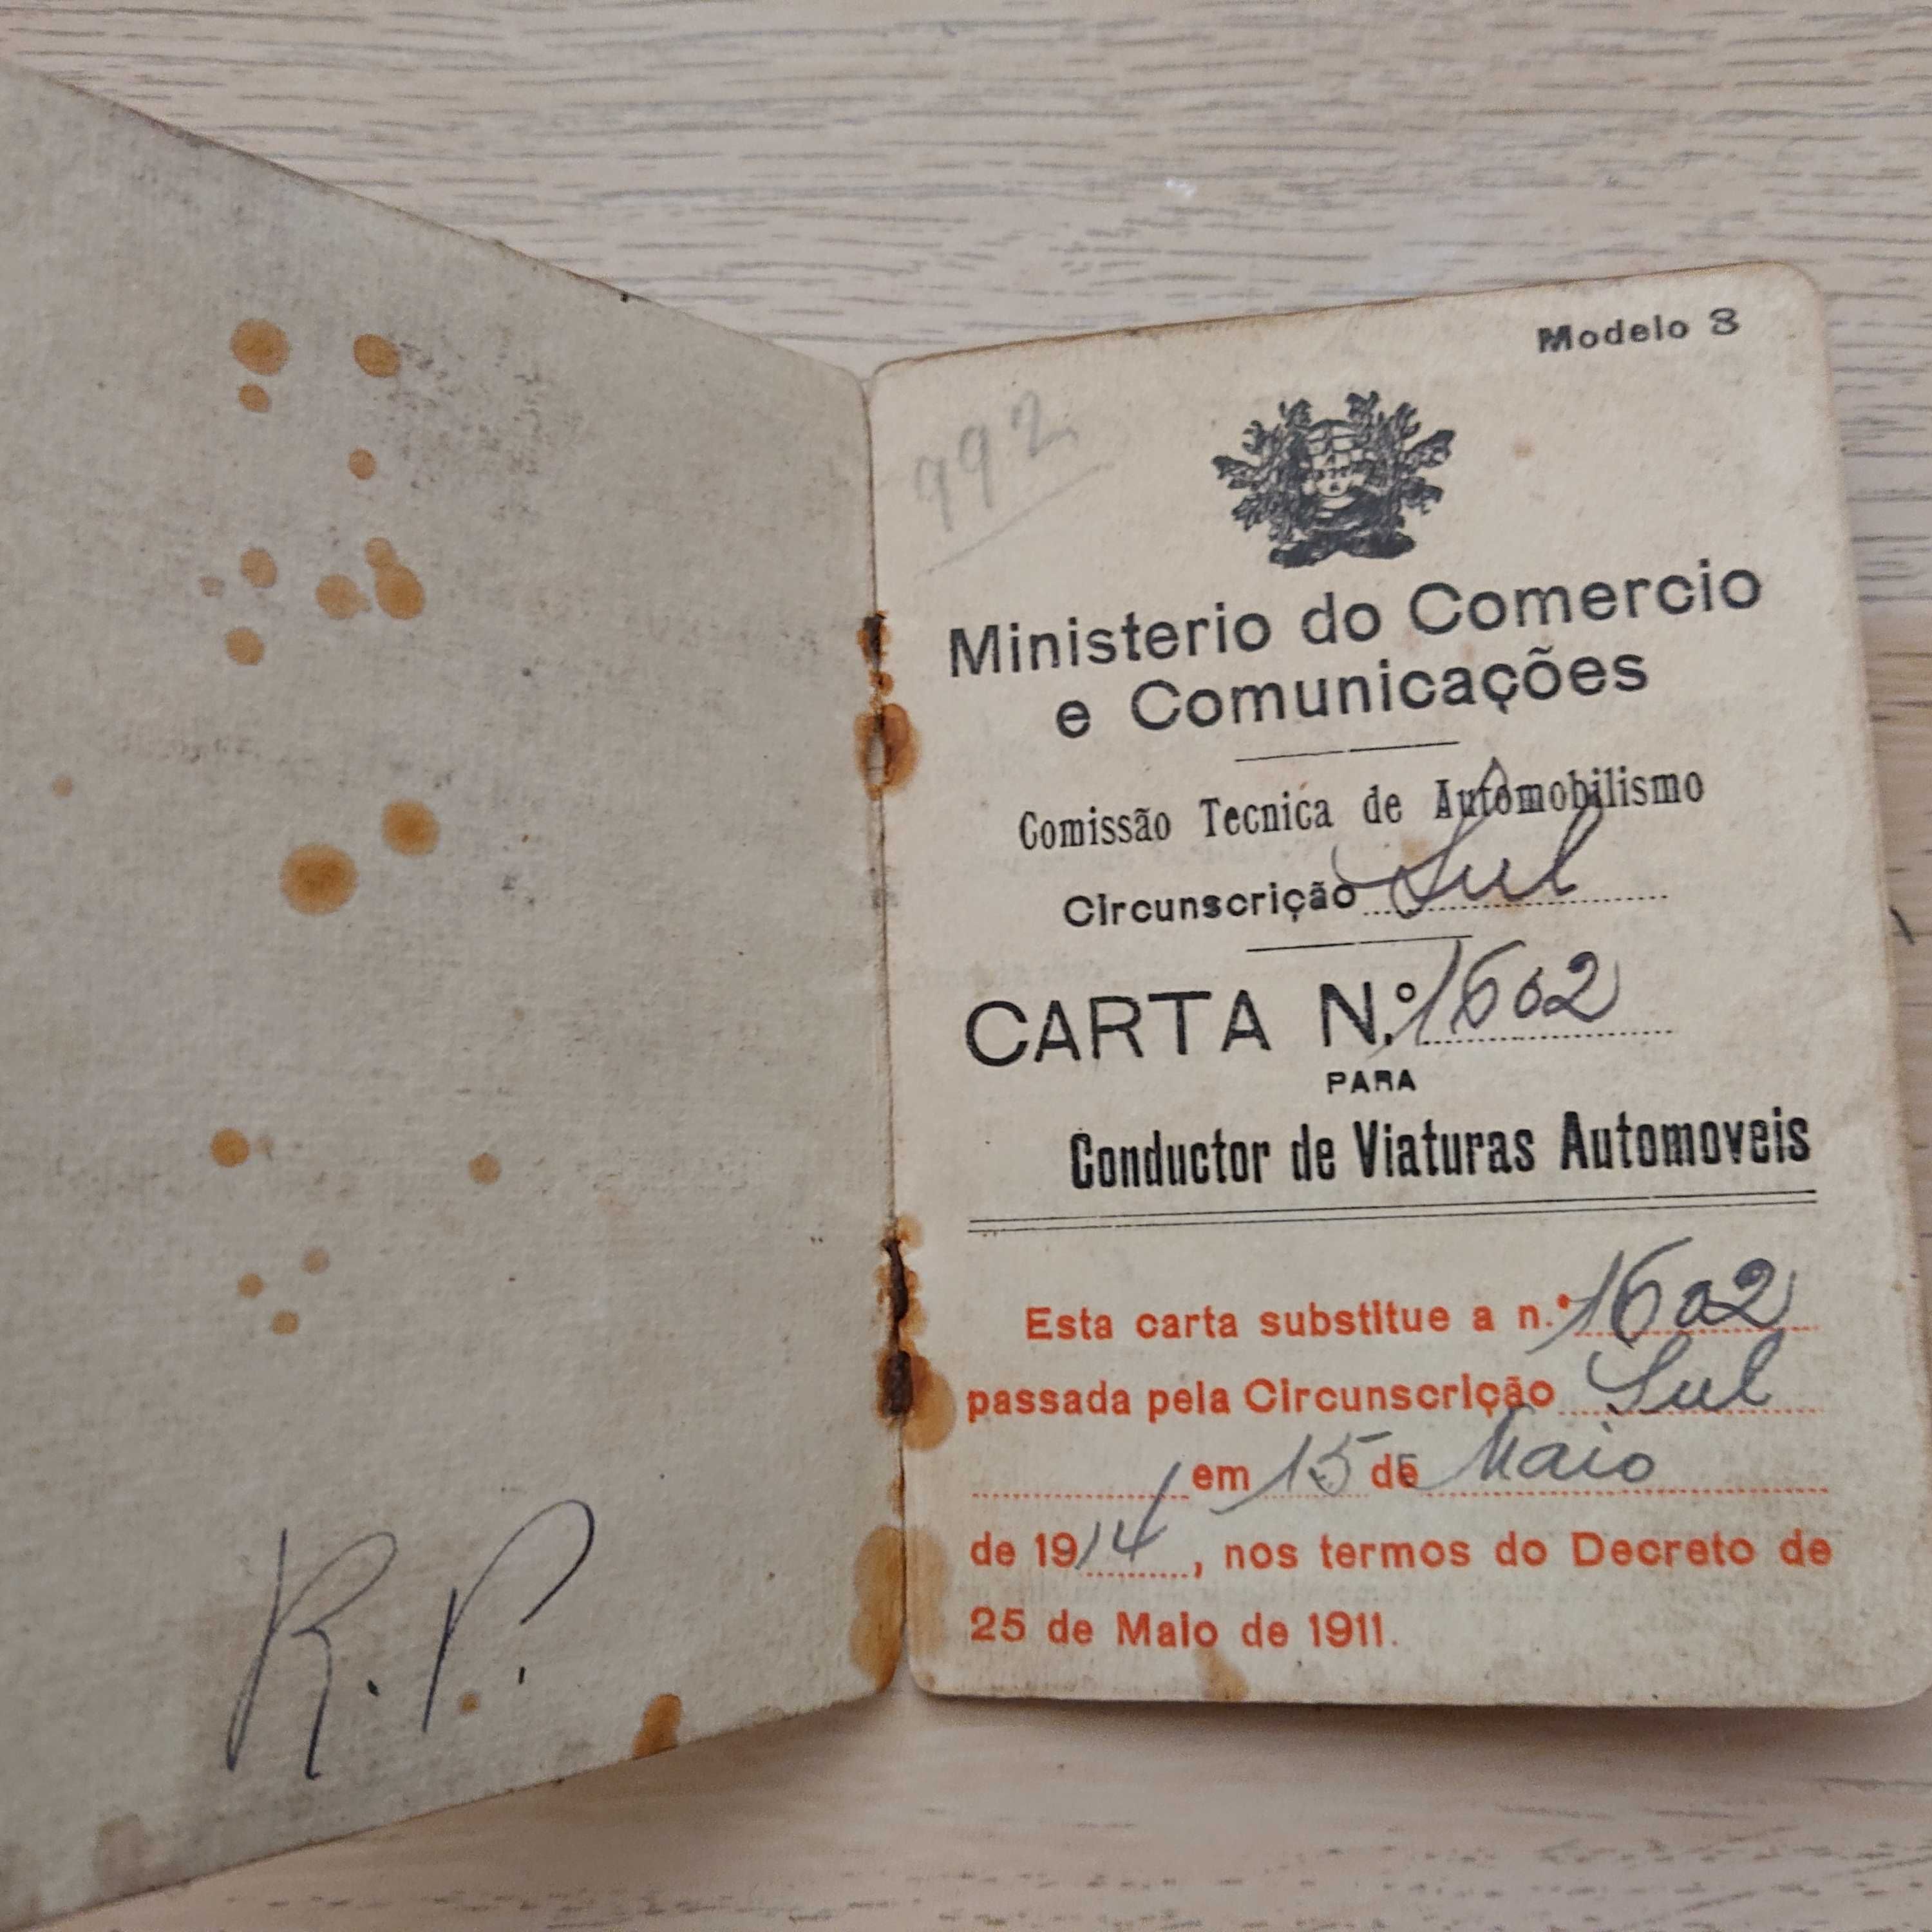 R. P.
Modelo 3
992
Ministerio do Comercio
e Comunicações
Comissão Tecnica de Automobilismo
Circunscrição Sul
CARTA N.º 1602
PARA
Conductor de Viaturas Automoveis
Esta carta substitue a n.º 1602
passada pela Circunscrição Sul
em 15 de Maio
de 1914, nos termos do Decreto de
25 de Maio de 1911.